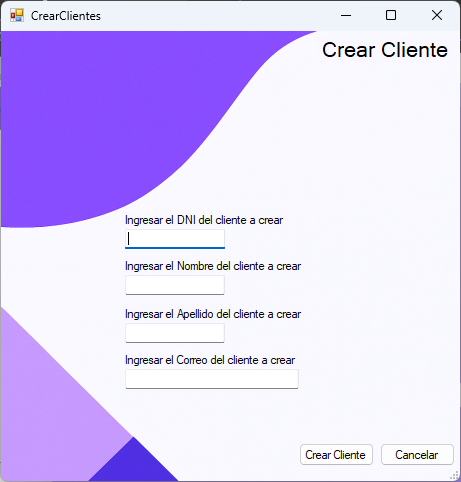 CrearClientes
Crear Cliente
Ingresar el DNI del cliente a crear
Ingresar el Nombre del cliente a crear
Ingresar el Apellido del cliente a crear
Ingresar el Correo del cliente a crear
Crear Cliente
Cancelar